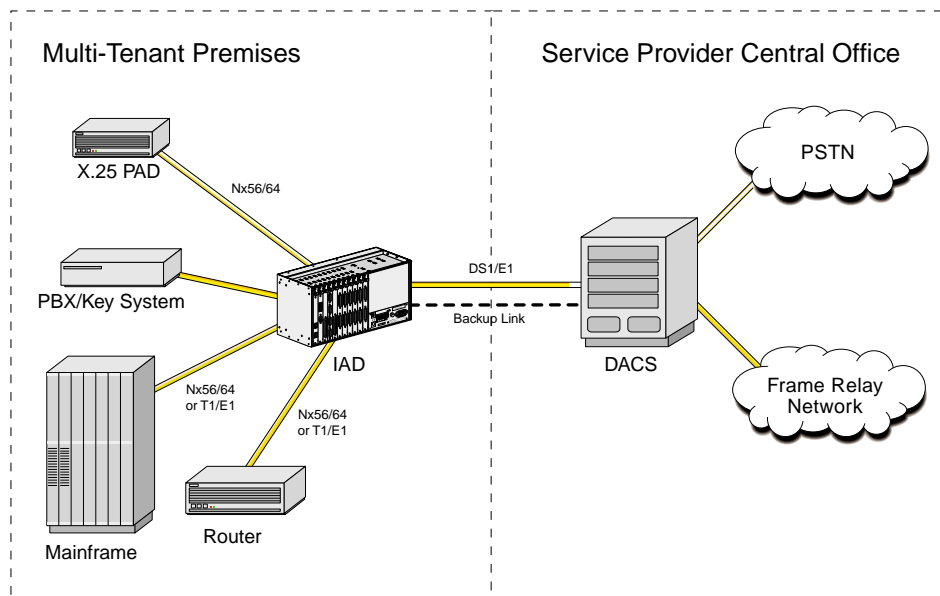 Multi-Tenant Premises
Service Provider Central Office
X.25 PAD
Nx56/64
PSTN
PBX/Key System
DS1/E1
Backup Link
IAD
DACS
Nx56/64
or T1/E1
Nx56/64
or T1/E1
Frame Relay
Network
Router
Mainframe